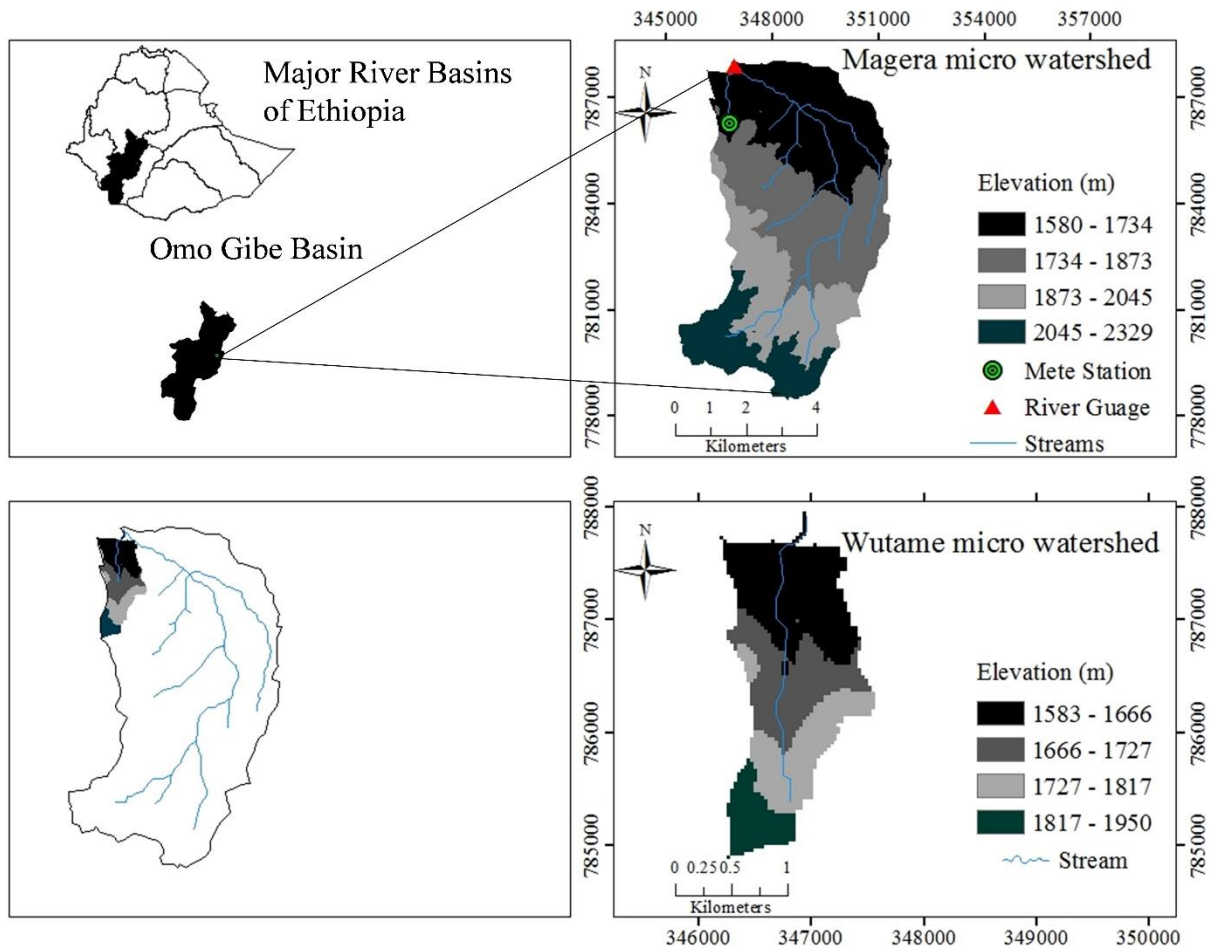 345000 348000 351000 354000 357000
Major River Basins
of Ethiopia
Omo Gibe Basin
Magera micro watershed
N
787000
784000
781000
778000
Elevation (m)
1580 - 1734
1734 - 1873
1873 - 2045
2045 - 2329
Mete Station
River Guage
Streams
0 1 2 4
Kilometers
787000
784000
781000
778000
788000
787000
786000
785000
Wutame micro watershed
N
Elevation (m)
1583 - 1666
1666 - 1727
1727 - 1817
1817 - 1950
Stream
0 0.25 0.5 1
Kilometers
788000
787000
786000
785000
346000 347000 348000 349000 350000